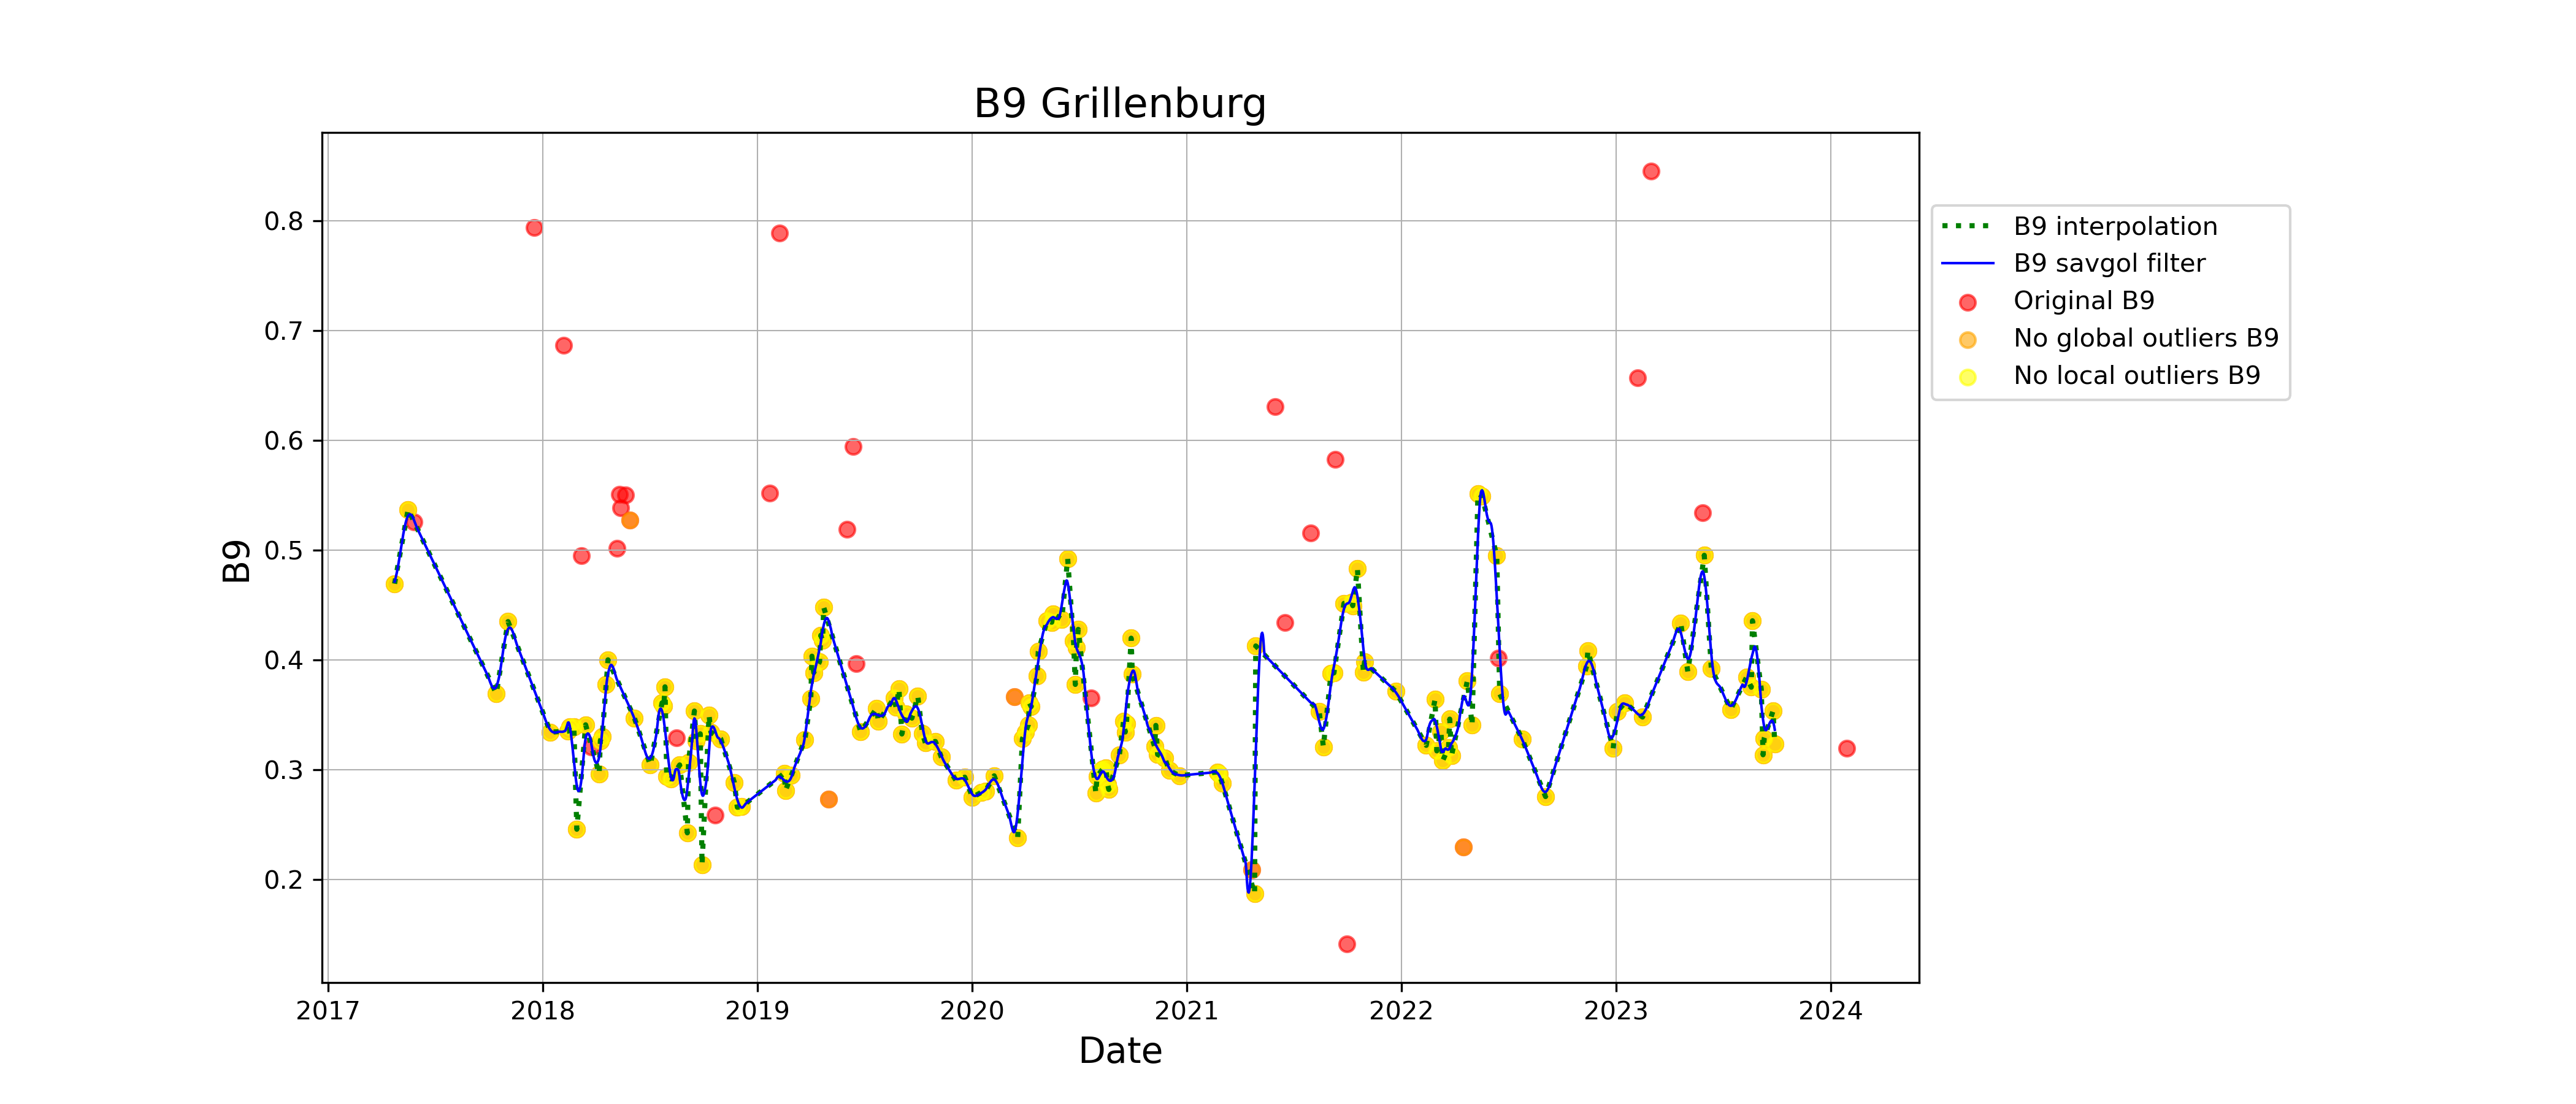 B9 Grillenburg
B9
0.8
0.7
0.6
0.5
0.4
0.3
0.2
2017 2018 2019 2020 2021 2022 2023 2024
Date
B9 interpolation
B9 savgol filter
Original B9
No global outliers B9
No local outliers B9